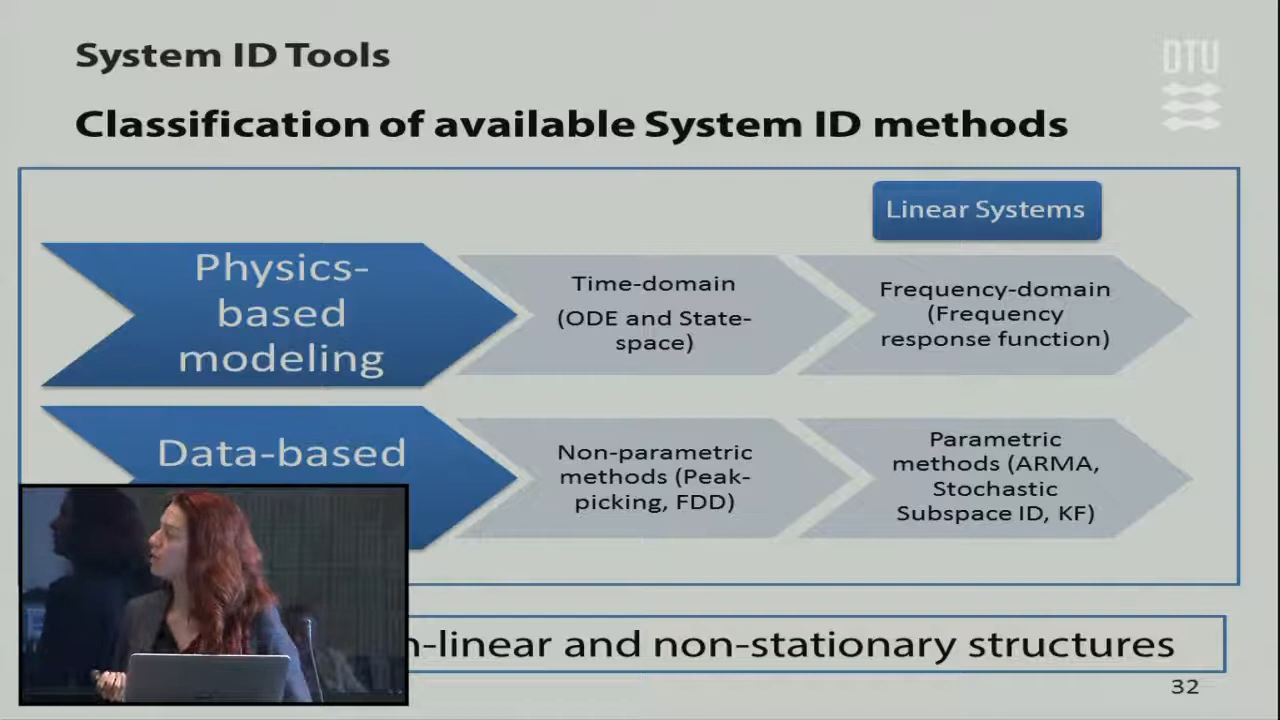 System ID Tools
DTU
Classification of available System ID methods
Linear Systems
Physics-
based
modeling
Time-domain
(ODE and State-
space)
Frequency-domain
(Frequency
response function)
Data-based
Non-parametric
methods (Peak-
picking, FDD)
Parametric
methods (ARMA,
Stochastic
Subspace ID, KF)
-linear and non-stationary structures
32